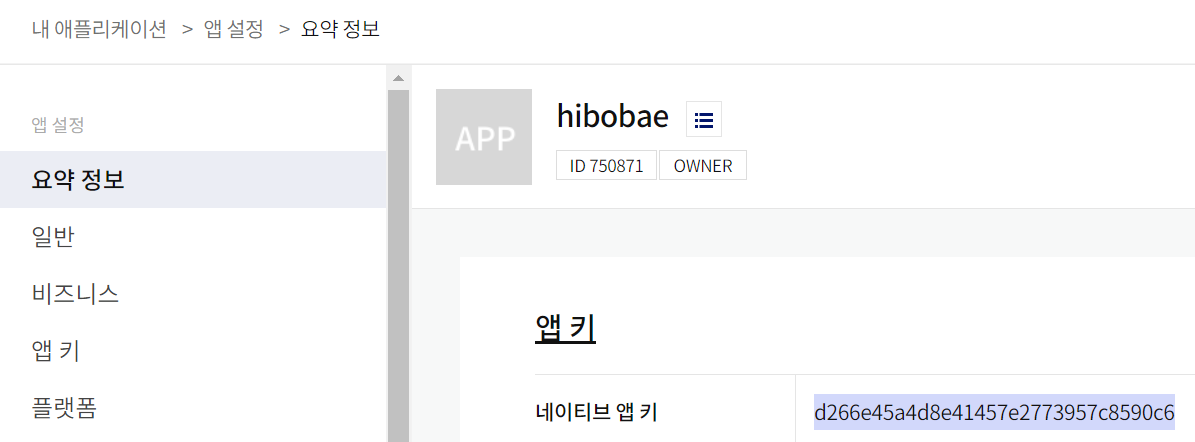 내 애플리케이션 > 앱 설정 > 요약 정보
앱 설정
요약 정보
일반
비즈니스
앱 키
플랫폼
APP
hibobae
ID 750871
OWNER
앱 키
네이티브 앱 키
d266e45a4d8e41457e2773957c8590c6